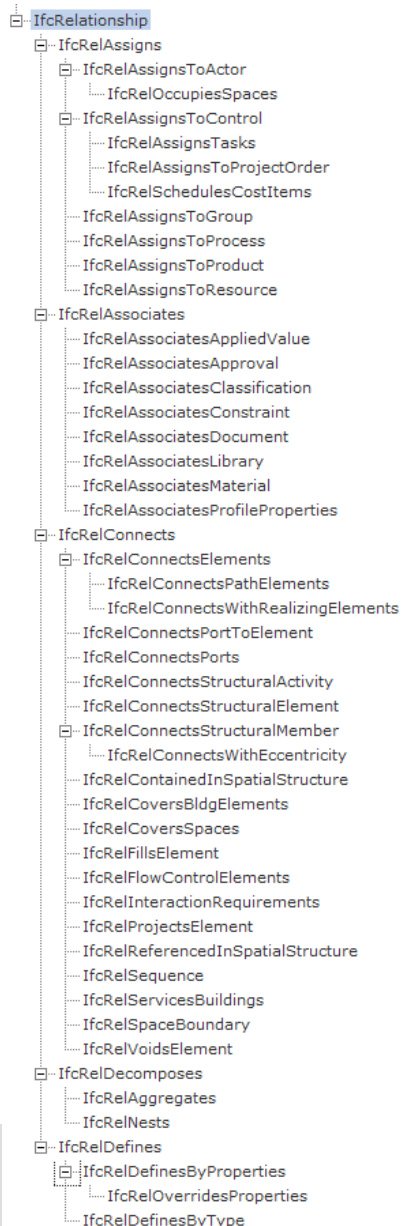 IfcRelationship
IfcRelAssigns
IfcRelAssignsToActor
IfcRelOccupiesSpaces
IfcRelAssignsToControl
IfcRelAssignsTasks
IfcRelAssignsToProjectOrder
IfcRelSchedulesCostItems
IfcRelAssignsToGroup
IfcRelAssignsToProcess
IfcRelAssignsToProduct
IfcRelAssignsToResource
IfcRelAssociates
IfcRelAssociatesAppliedValue
IfcRelAssociatesApproval
IfcRelAssociatesClassification
IfcRelAssociatesConstraint
IfcRelAssociatesDocument
IfcRelAssociatesLibrary
IfcRelAssociatesMaterial
IfcRelAssociatesProfileProperties
IfcRelConnects
IfcRelConnectsElements
IfcRelConnectsPathElements
IfcRelConnectsWithRealizingElements
IfcRelConnectsPortToElement
IfcRelConnectsPorts
IfcRelConnectsStructuralActivity
IfcRelConnectsStructuralElement
IfcRelConnectsStructuralMember
IfcRelConnectsWithEccentricity
IfcRelContainedInSpatialStructure
IfcRelCoversBldgElements
IfcRelCoversSpaces
IfcRelFillsElement
IfcRelFlowControlElements
IfcRelInteractionRequirements
IfcRelProjectsElement
IfcRelReferencedInSpatialStructure
IfcRelSequence
IfcRelServicesBuildings
IfcRelSpaceBoundary
IfcRelVoidsElement
IfcRelDecomposes
IfcRelAggregates
IfcRelNests
IfcRelDefines
IfcRelDefinesByProperties
IfcRelOverridesProperties
IfcRelDefinesByType